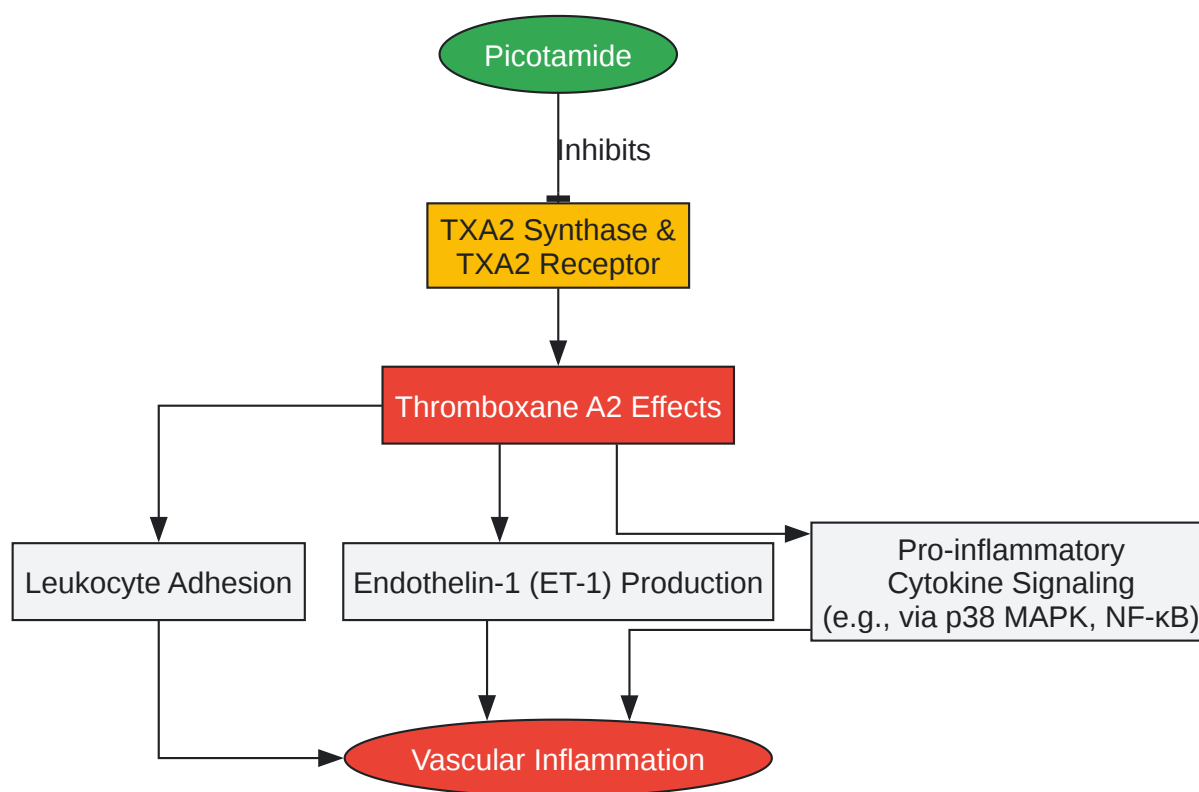 Picotamide
Inhibits
TXA2 Synthase &
TXA2 Receptor
Thromboxane A2 Effects
Leukocyte Adhesion
Endothelin-1 (ET-1) Production
Pro-inflammatory
Cytokine Signaling
(e.g., via p38 MAPK, NF-κB)
Vascular Inflammation